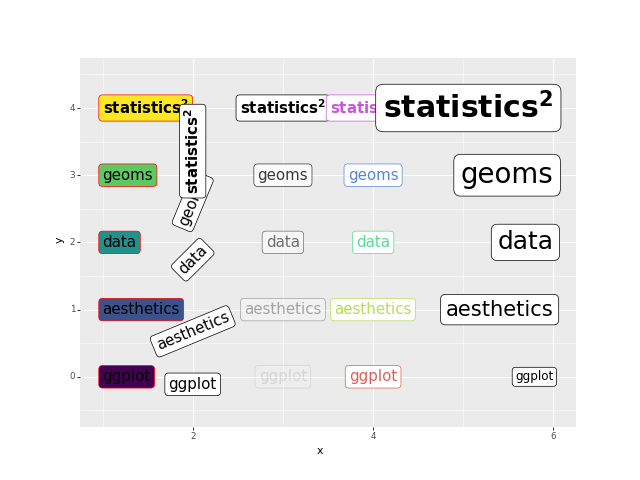 4 statistics² statistics² statis statistics²
statistics²
3 geoms geoms geoms geoms
geoms
2 data data data data
data
1 aesthetics aesthetics aesthetics aesthetics
aesthetics
0 ggplot ggplot ggplot ggplot
ggplot
y
2 4 6
x